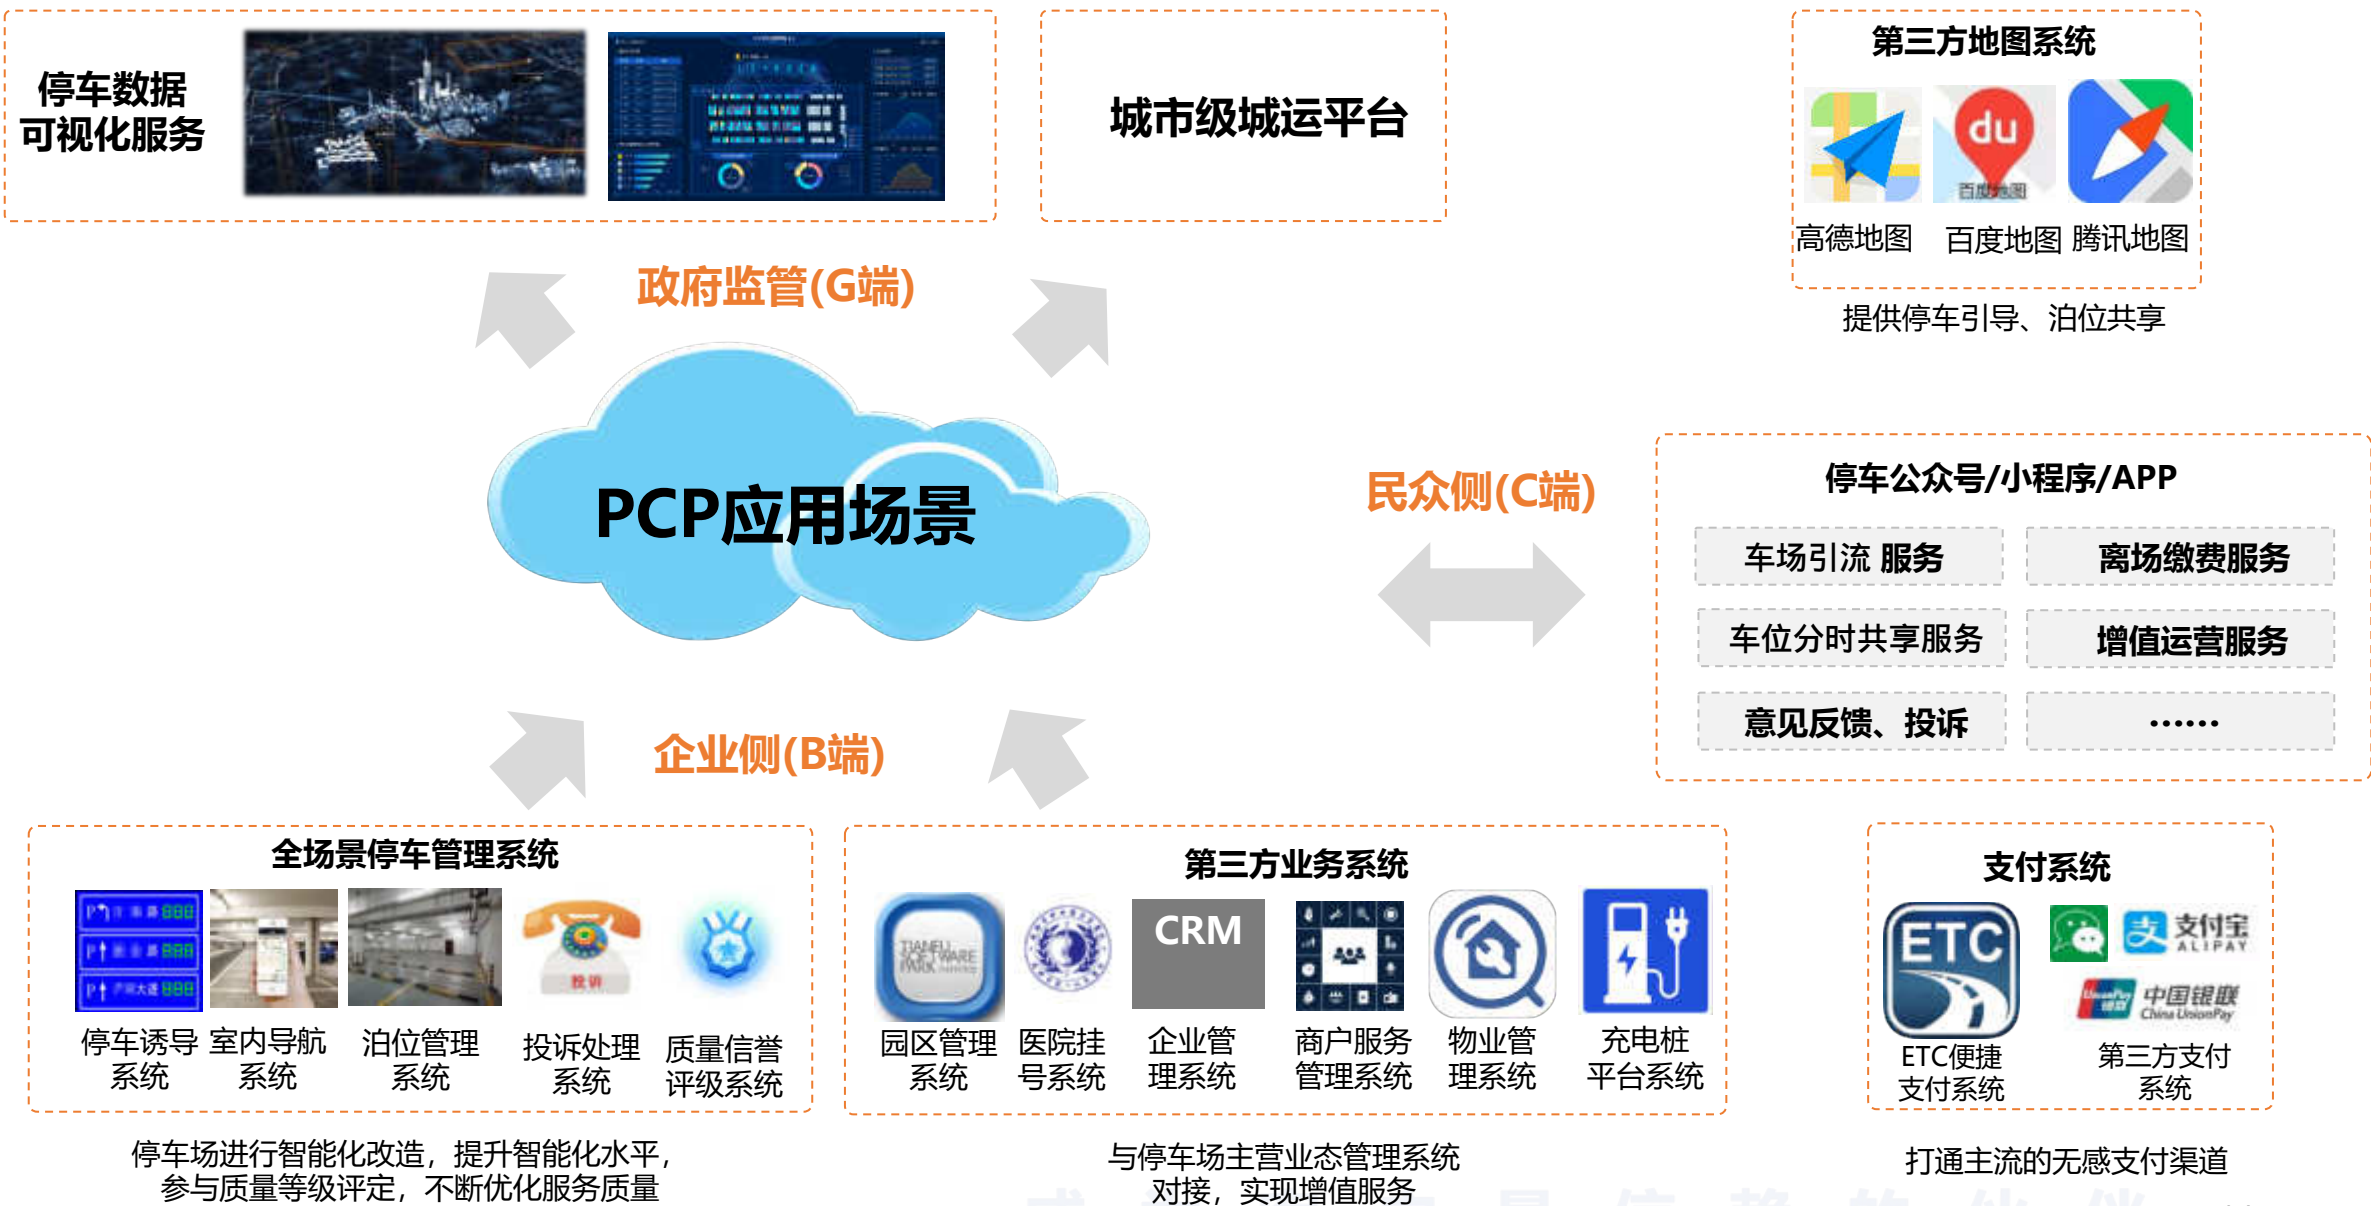 停车数据
可视化服务
城市级城运平台
第三方地图系统
du
百度地图
高德地图
百度地图
腾讯地图
提供停车引导、泊位共享
政府监管(G端)
PCP应用场景
民众侧(C端)
停车公众号/小程序/APP
车场引流 服务
离场缴费服务
车位分时共享服务
增值运营服务
意见反馈、投诉
······
企业侧(B端)
全场景停车管理系统
投诉
停车诱导
系统
室内导航
系统
泊位管理
系统
投诉处理
系统
质量信誉
评级系统
停车场进行智能化改造，提升智能化水平，
参与质量等级评定，不断优化服务质量
第三方业务系统
TIANFU
SOFTWARE
PARK
CRM
园区管理
系统
医院挂
号系统
企业管
理系统
商户服务
管理系统
物业管
理系统
充电桩
平台系统
与停车场主营业态管理系统
对接，实现增值服务
支付系统
ETC
支付宝
ALIPAY
UnionPay
银联
中国银联
China UnionPay
ETC便捷
支付系统
第三方支付
系统
打通主流的无感支付渠道